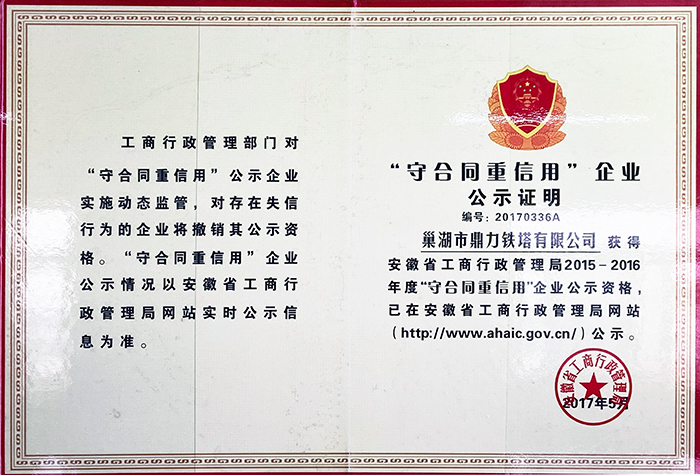 工商行政管理部门对
“守合同重信用”公示企业
实施动态监管，对存在失信
行为的企业将撤销其公示资
格。“守合同重信用”企业
公示情况以安徽省工商行
政管理局网站实时公示信
息为准。
“守合同重信用”企业
公示证明
编号：20170336A
巢湖市鼎力铁塔有限公司 获得
安徽省工商行政管理局2015-2016
年度“守合同重信用”企业公示资格，
已在安徽省工商行政管理局网站
（http://www.ahaic.gov.cn/）公示。
安徽省工商行政管理局
2017年5月